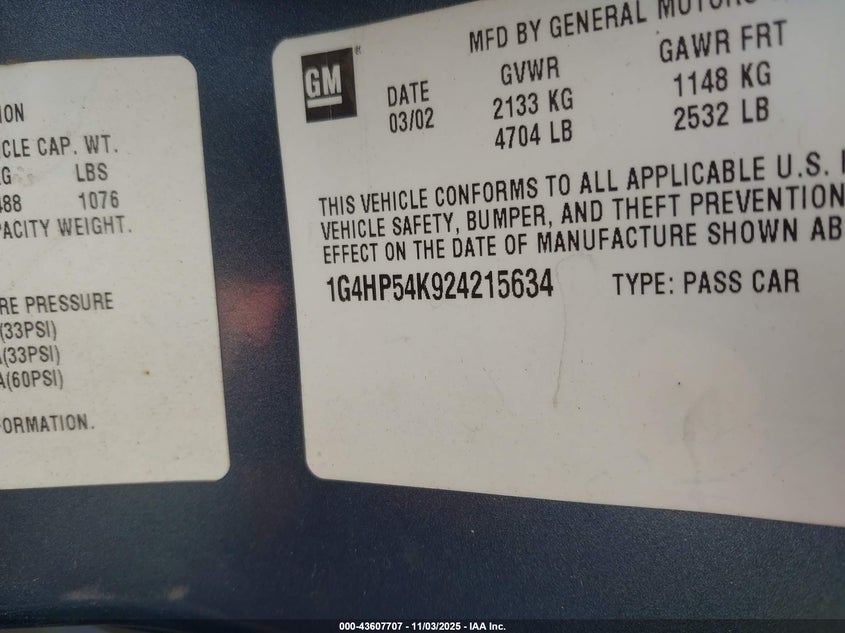 ION
CLE CAP. WT.
G LBS
488 1076
ACITY WEIGHT.
RE PRESSURE
(33PSI)
A(33PSI)
A(60PSI)
ORMATION.
MFD BY GENERAL MOTORS
GM
DATE
03/02
GVWR
2133 KG
4704 LB
GAWR FRT
1148 KG
2532 LB
THIS VEHICLE CONFORMS TO ALL APPLICABLE U.S.
VEHICLE SAFETY, BUMPER, AND THEFT PREVENTION
EFFECT ON THE DATE OF MANUFACTURE SHOWN AB
1G4HP54K924215634 TYPE: PASS CAR
000-43607707 - 11/03/2025 - IAA Inc.